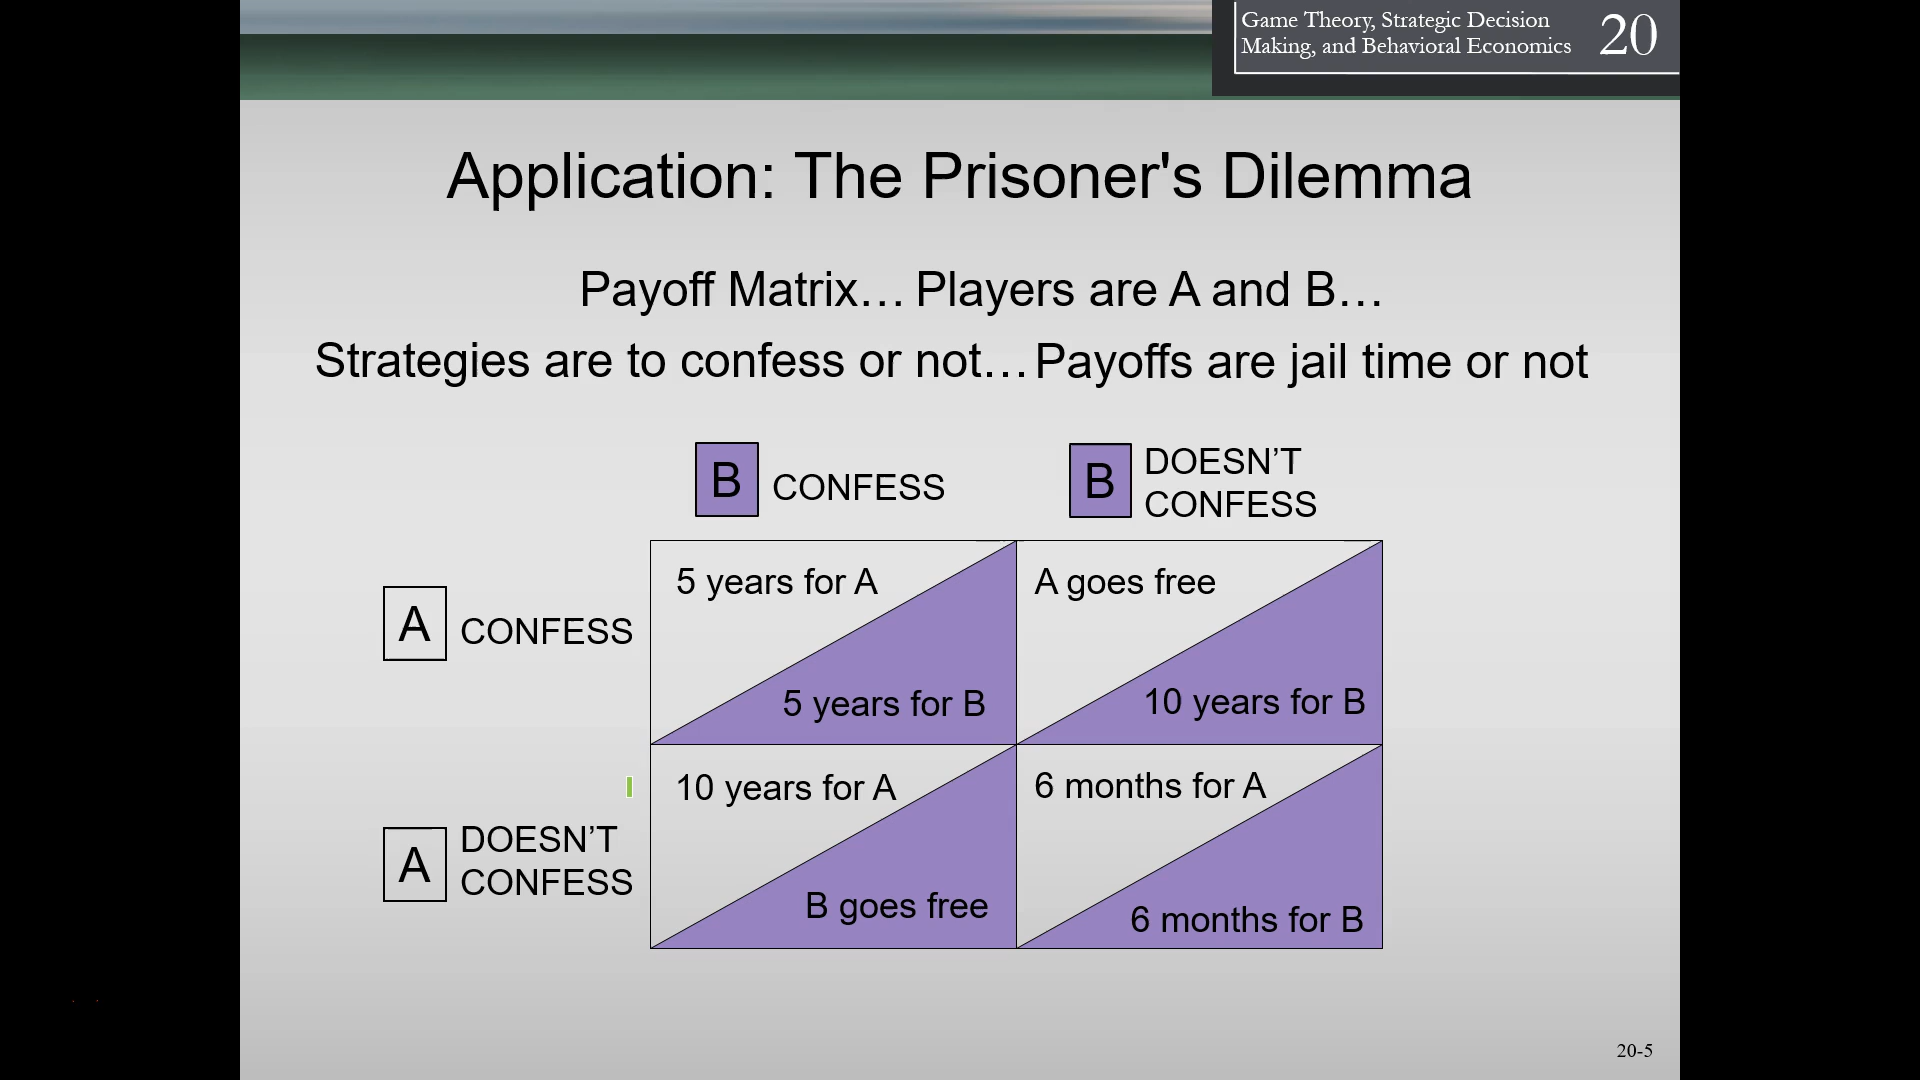 Game Theory, Strategic Decision
Making, and Behavioral Economics
20
Application: The Prisoner's Dilemma
Payoff Matrix… Players are A and B…
Strategies are to confess or not… Payoffs are jail time or not
B CONFESS
B DOESN’T
CONFESS
A CONFESS
5 years for A
5 years for B
A goes free
10 years for B
A DOESN’T
CONFESS
10 years for A
B goes free
6 months for A
6 months for B
20-5